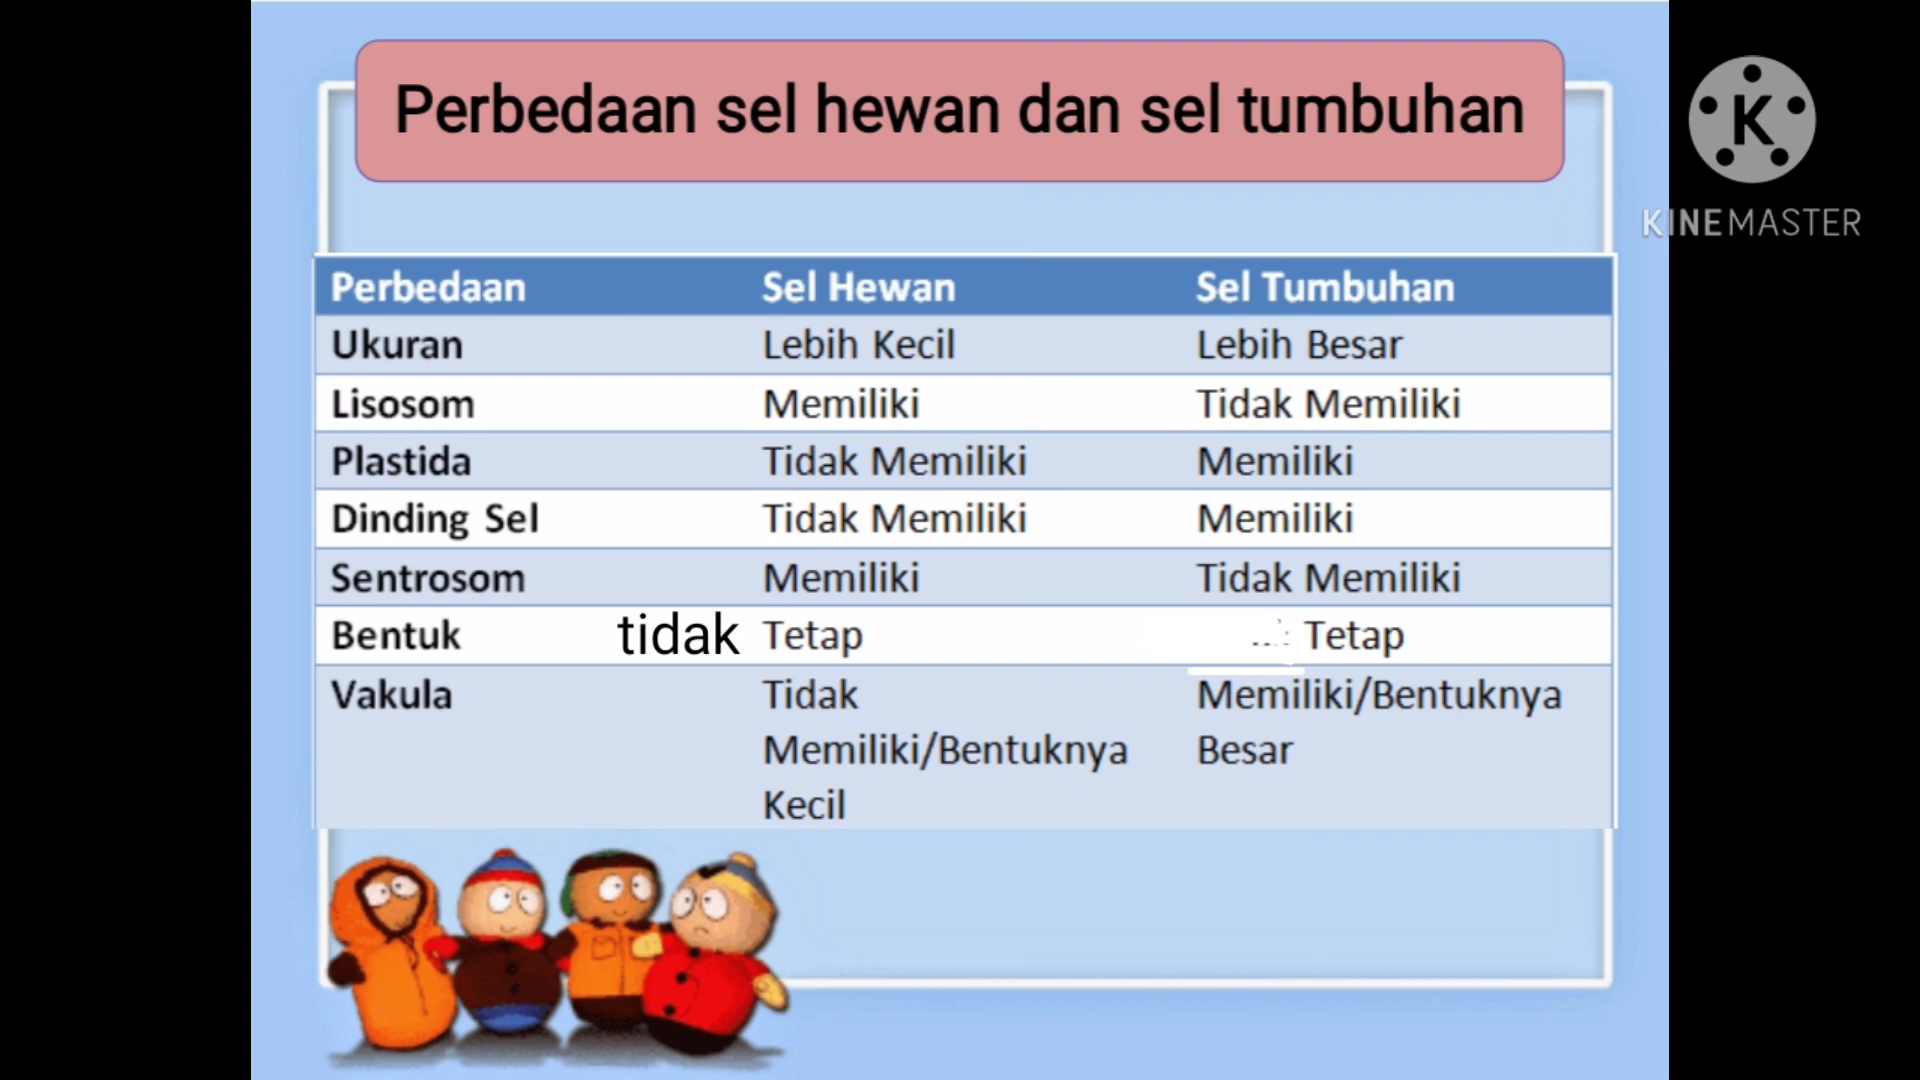 Perbedaan sel hewan dan sel tumbuhan
K
KINEMASTER
Perbedaan Sel Hewan Sel Tumbuhan
Ukuran Lebih Kecil Lebih Besar
Lisosom Memiliki Tidak Memiliki
Plastida Tidak Memiliki Memiliki
Dinding Sel Tidak Memiliki Memiliki
Sentrosom Memiliki Tidak Memiliki
Bentuk tidak Tetap Tetap
Vakula Tidak Memiliki/Bentuknya
Memiliki/Bentuknya Besar
Kecil